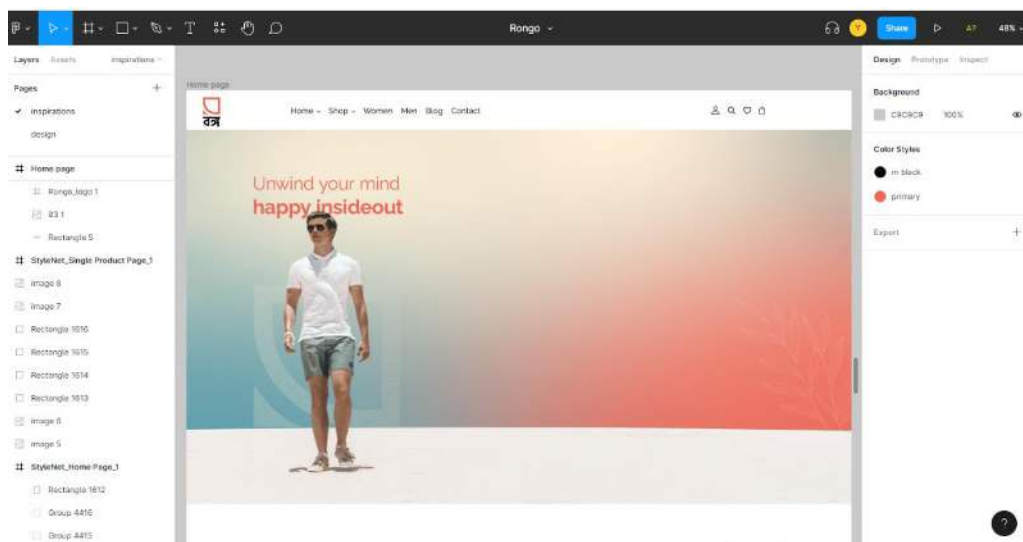 Rongo
Share
A?
48%
Layers Assets inspirations
Pages
inspirations
design
Home page
Rongo_logo 1
83 1
Rectangle 5
StyleNet_Single Product Page_1
image 8
image 7
Rectangle 1616
Rectangle 1615
Rectangle 1614
Rectangle 1613
image 6
image 5
StyleNet_Home Page_1
Rectangle 1612
Group 4416
Group 4415
Home page
Home Shop Women Men Blog Contact
Unwind your mind
happy insideout
Design Prototype Inspect
Background
C9C9C9 100%
Color Styles
m black
primary
Export
?